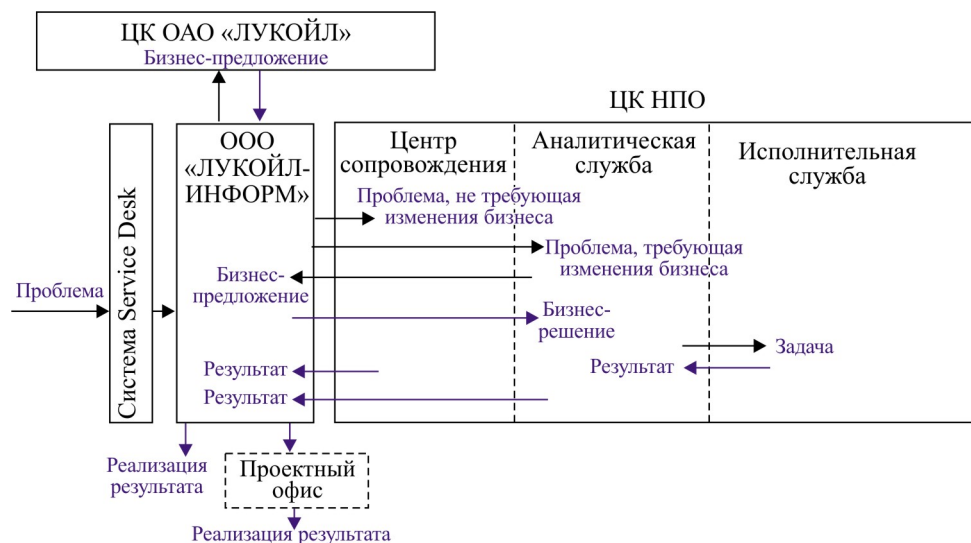 ЦК ОАО «ЛУКОЙЛ»
Бизнес-предложение
ЦК НПО
Система Service Desk
ООО
«ЛУКОЙЛ-
ИНФОРМ»
Центр
сопровождения
Аналитическая
служба
Исполнительная
служба
Проблема, не требующая
изменения бизнеса
Проблема, требующая
изменения бизнеса
Проблема
Бизнес-
предложение
Бизнес-
решение
Задача
Результат
Результат
Результат
Реализация
результата
Проектный
офис
Реализация результата